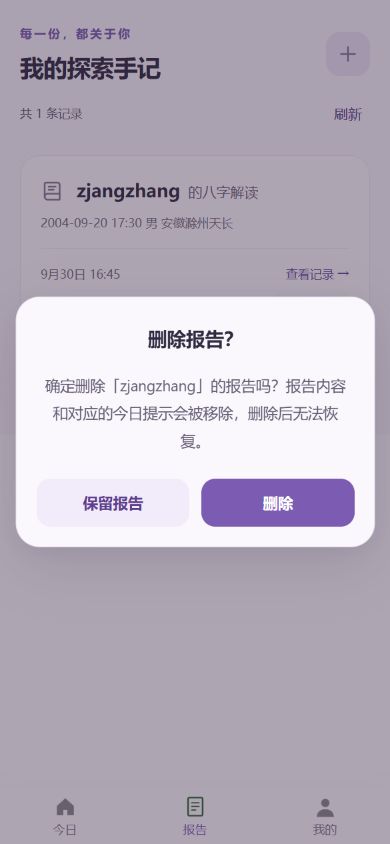 每一份，都关于你
我的探索手记
共 1 条记录
刷新
zjangzhang 的八字解读
2004-09-20 17:30 男 安徽滁州天长
9月30日 16:45
查看记录 →
删除报告？
确定删除「zjangzhang」的报告吗？报告内容
和对应的今日提示会被移除，删除后无法恢
复。
保留报告
删除
今日
报告
我的